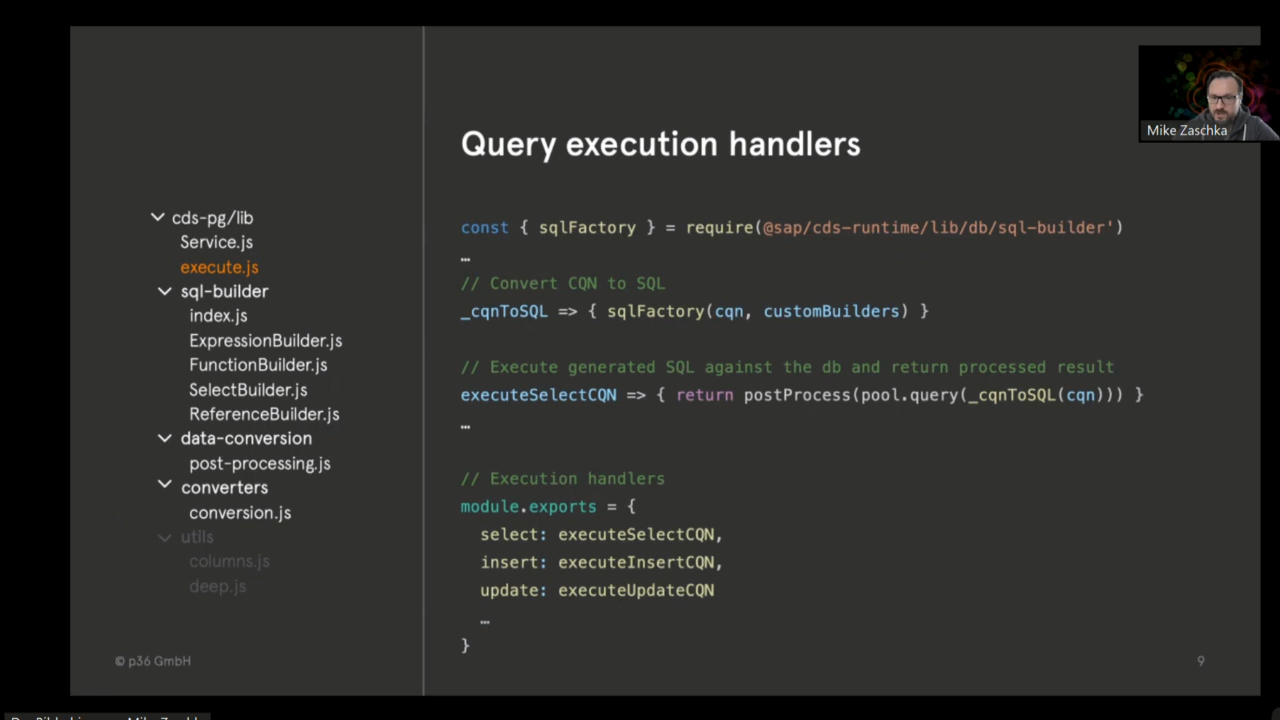 Query execution handlers
Mike Zaschka
cds-pg/lib
Service.js
execute.js
sql-builder
index.js
ExpressionBuilder.js
FunctionBuilder.js
SelectBuilder.js
ReferenceBuilder.js
data-conversion
post-processing.js
converters
conversion.js
utils
columns.js
deep.js
const { sqlFactory } = require(@sap/cds-runtime/lib/db/sql-builder')
…
// Convert CQN to SQL
_cqnToSQL => { sqlFactory(cqn, customBuilders) }
// Execute generated SQL against the db and return processed result
executeSelectCQN => { return postProcess(pool.query(_cqnToSQL(cqn))) }
…
// Execution handlers
module.exports = {
select: executeSelectCQN,
insert: executeInsertCQN,
update: executeUpdateCQN
…
}
© p36 GmbH
9